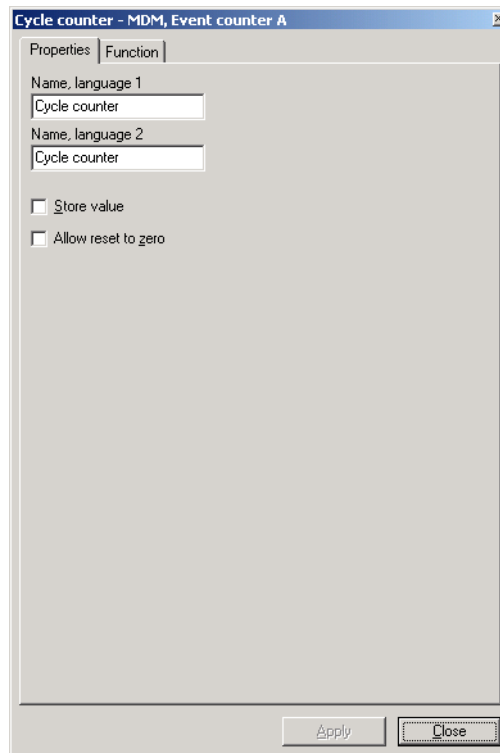 Cycle counter - MDM, Event counter A
Properties Function
Name, language 1
Cycle counter
Name, language 2
Cycle counter
Store value
Allow reset to zero
Apply Close